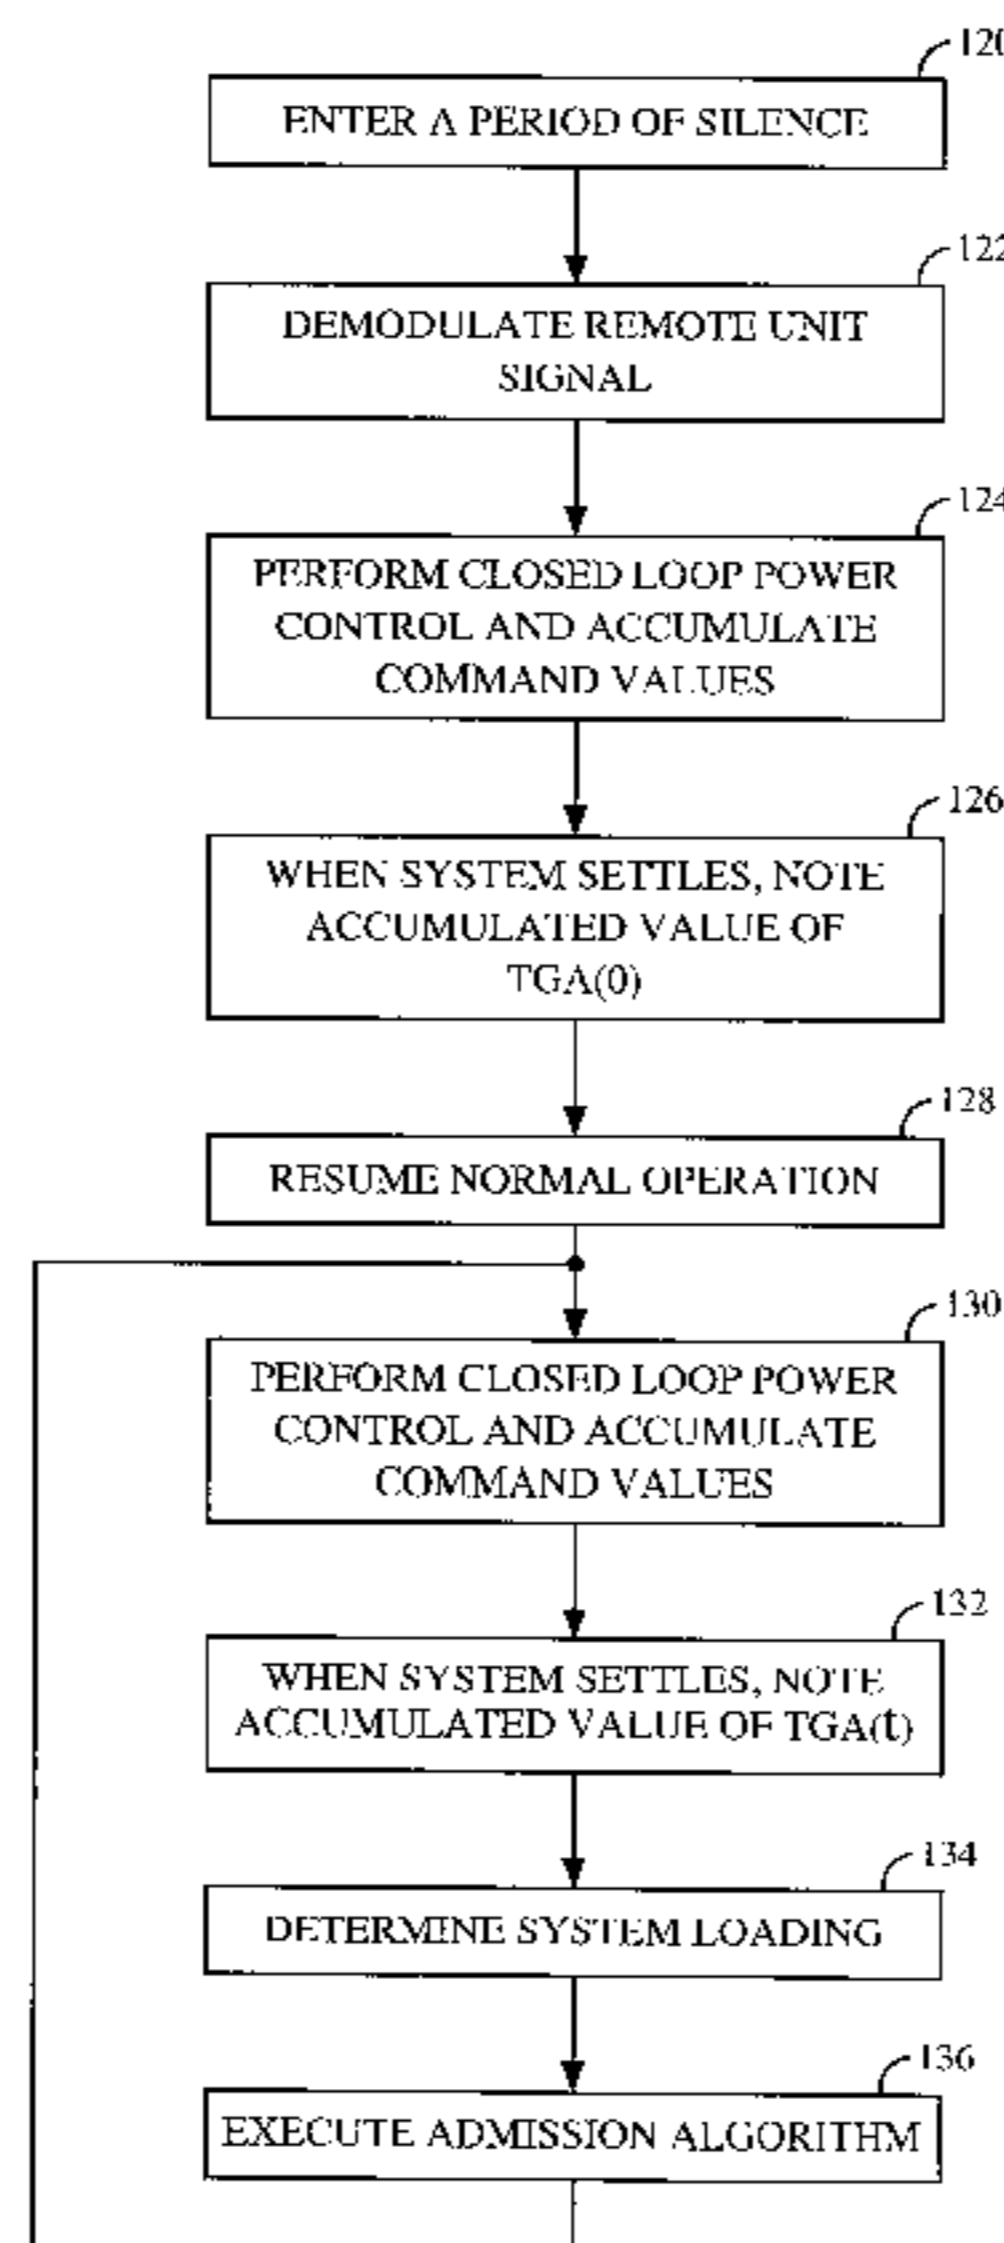 120
ENTER A PERIOD OF SILENCE
122
DEMODULATE REMOTE UNIT
SIGNAL
124
PERFORM CLOSED LOOP POWER
CONTROL AND ACCUMULATE
COMMAND VALUES
126
WHEN SYSTEM SETTLES, NOTE
ACCUMULATED VALUE OF
TGA(0)
128
RESUME NORMAL OPERATION
130
PERFORM CLOSED LOOP POWER
CONTROL AND ACCUMULATE
COMMAND VALUES
132
WHEN SYSTEM SETTLES, NOTE
ACCUMULATED VALUE OF TGA(t)
134
DETERMINE SYSTEM LOADING
136
EXECUTE ADMISSION ALGORITHM